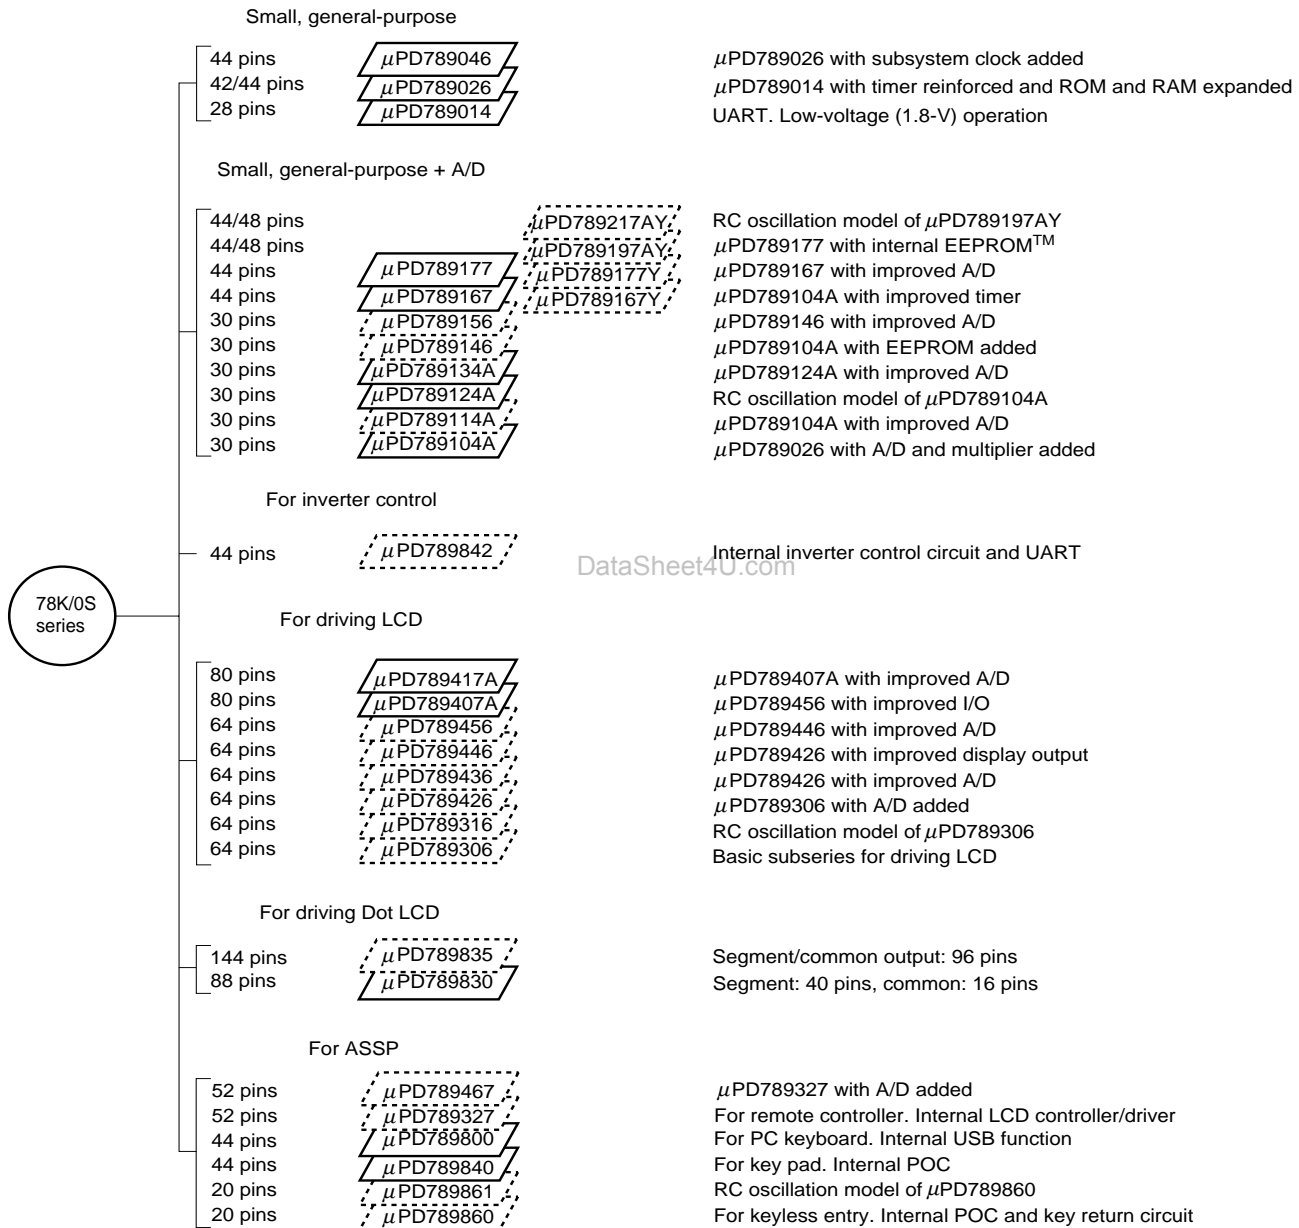 Small, general-purpose
44 pins μPD789046 μPD789026 with subsystem clock added
42/44 pins μPD789026 μPD789014 with timer reinforced and ROM and RAM expanded
28 pins μPD789014 UART. Low-voltage (1.8-V) operation
Small, general-purpose + A/D
44/48 pins μPD789217AY RC oscillation model of μPD789197AY
44/48 pins μPD789197AY μPD789177 with internal EEPROM™
44 pins μPD789177 μPD789177Y μPD789167 with improved A/D
44 pins μPD789167 μPD789167Y μPD789104A with improved timer
30 pins μPD789156 μPD789146 with improved A/D
30 pins μPD789146 μPD789104A with EEPROM added
30 pins μPD789134A μPD789124A with improved A/D
30 pins μPD789124A RC oscillation model of μPD789104A
30 pins μPD789114A μPD789104A with improved A/D
30 pins μPD789104A μPD789026 with A/D and multiplier added
For inverter control
44 pins μPD789842 Internal inverter control circuit and UART
DataSheet4U.com
78K/0S
series
For driving LCD
80 pins μPD789417A μPD789407A with improved A/D
80 pins μPD789407A μPD789456 with improved I/O
64 pins μPD789456 μPD789446 with improved A/D
64 pins μPD789446 μPD789426 with improved display output
64 pins μPD789436 μPD789426 with improved A/D
64 pins μPD789426 μPD789306 with A/D added
64 pins μPD789316 RC oscillation model of μPD789306
64 pins μPD789306 Basic subseries for driving LCD
For driving Dot LCD
144 pins μPD789835 Segment/common output: 96 pins
88 pins μPD789830 Segment: 40 pins, common: 16 pins
For ASSP
52 pins μPD789467 μPD789327 with A/D added
52 pins μPD789327 For remote controller. Internal LCD controller/driver
44 pins μPD789800 For PC keyboard. Internal USB function
44 pins μPD789840 For key pad. Internal POC
20 pins μPD789861 RC oscillation model of μPD789860
20 pins μPD789860 For keyless entry. Internal POC and key return circuit